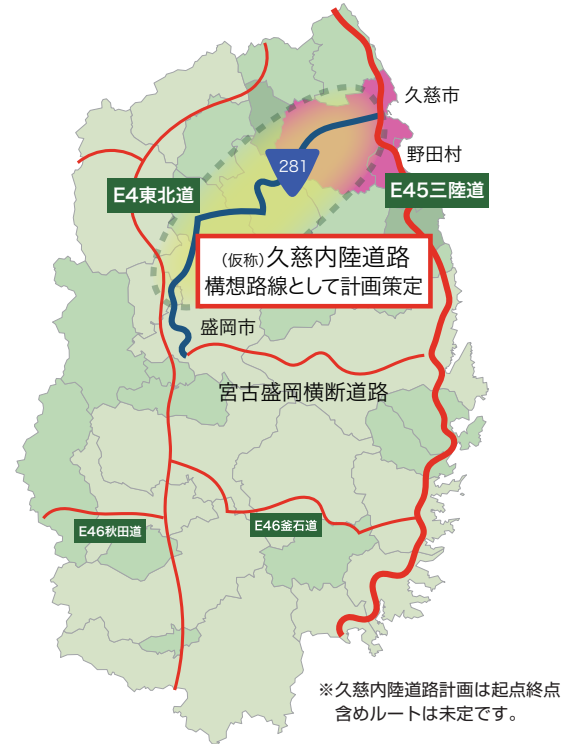 久慈市
野田村
281
E4東北道
E45三陸道
(仮称)久慈内陸道路
構想路線として計画策定
盛岡市
宮古盛岡横断道路
E46秋田道
E46釜石道
※久慈内陸道路計画は起点終点
含めルートは未定です。